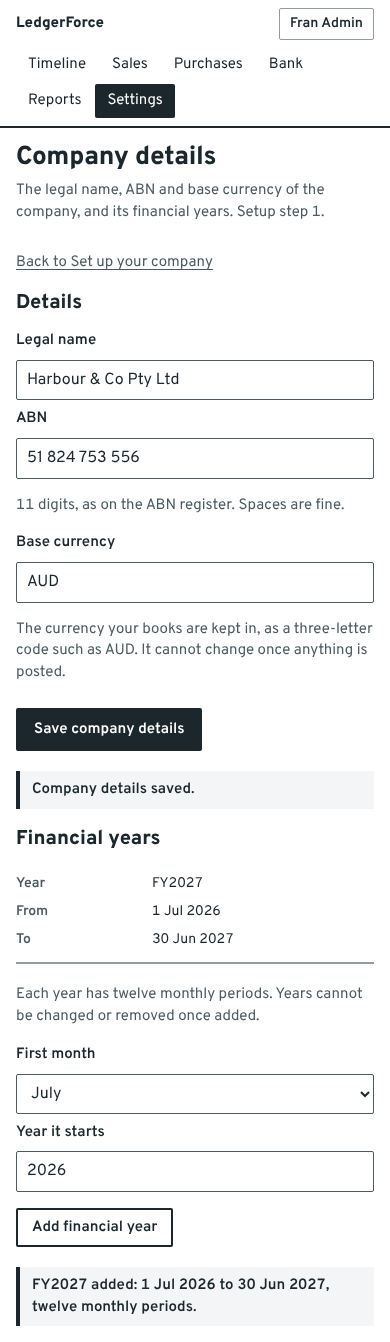 LedgerForce
Fran Admin
Timeline Sales Purchases Bank
Reports Settings
Company details
The legal name, ABN and base currency of the
company, and its financial years. Setup step 1.
Back to Set up your company
Details
Legal name
Harbour & Co Pty Ltd
ABN
51 824 753 556
11 digits, as on the ABN register. Spaces are fine.
Base currency
AUD
The currency your books are kept in, as a three-letter
code such as AUD. It cannot change once anything is
posted.
Save company details
Company details saved.
Financial years
Year FY2027
From 1 Jul 2026
To 30 Jun 2027
Each year has twelve monthly periods. Years cannot
be changed or removed once added.
First month
July
Year it starts
2026
Add financial year
FY2027 added: 1 Jul 2026 to 30 Jun 2027,
twelve monthly periods.